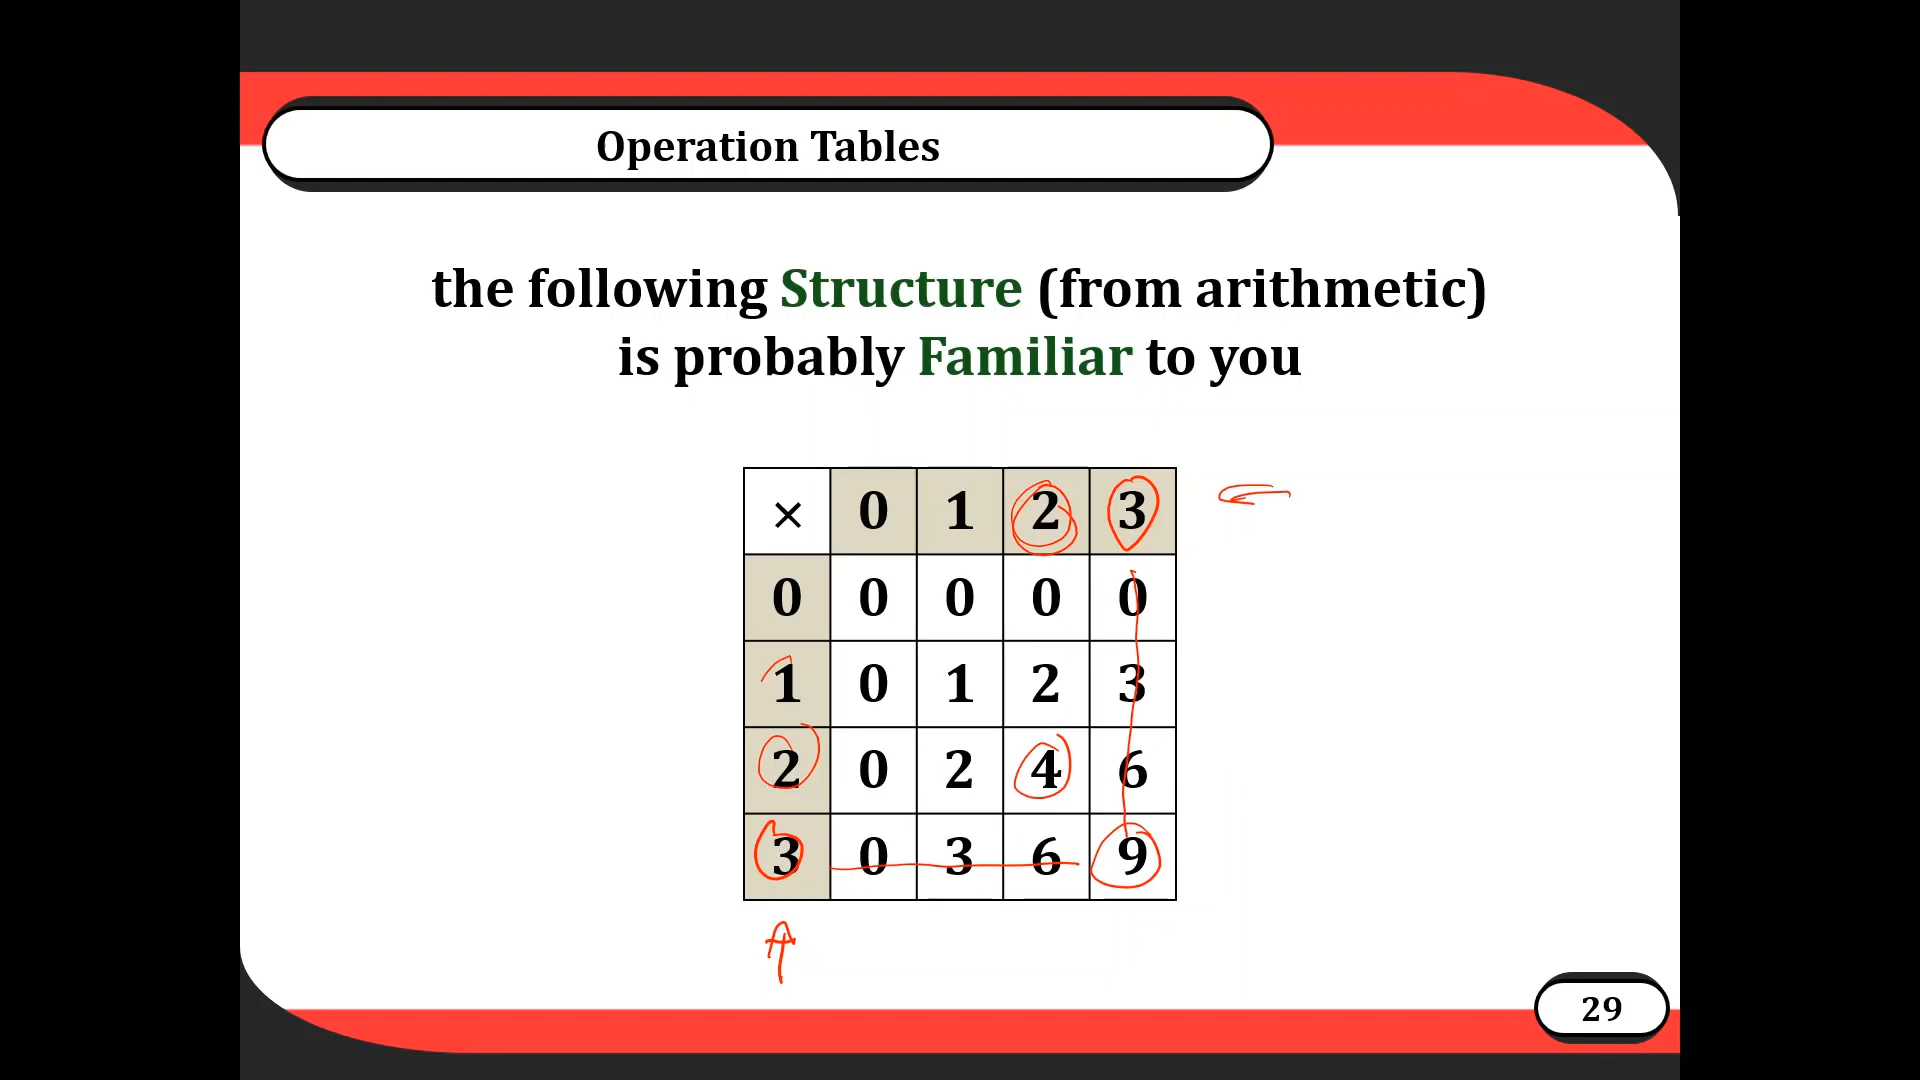 Operation Tables
the following Structure (from arithmetic)
is probably Familiar to you
× 0 1 2 3
0 0 0 0 0
1 0 1 2 3
2 0 2 4 6
3 0 3 6 9
29